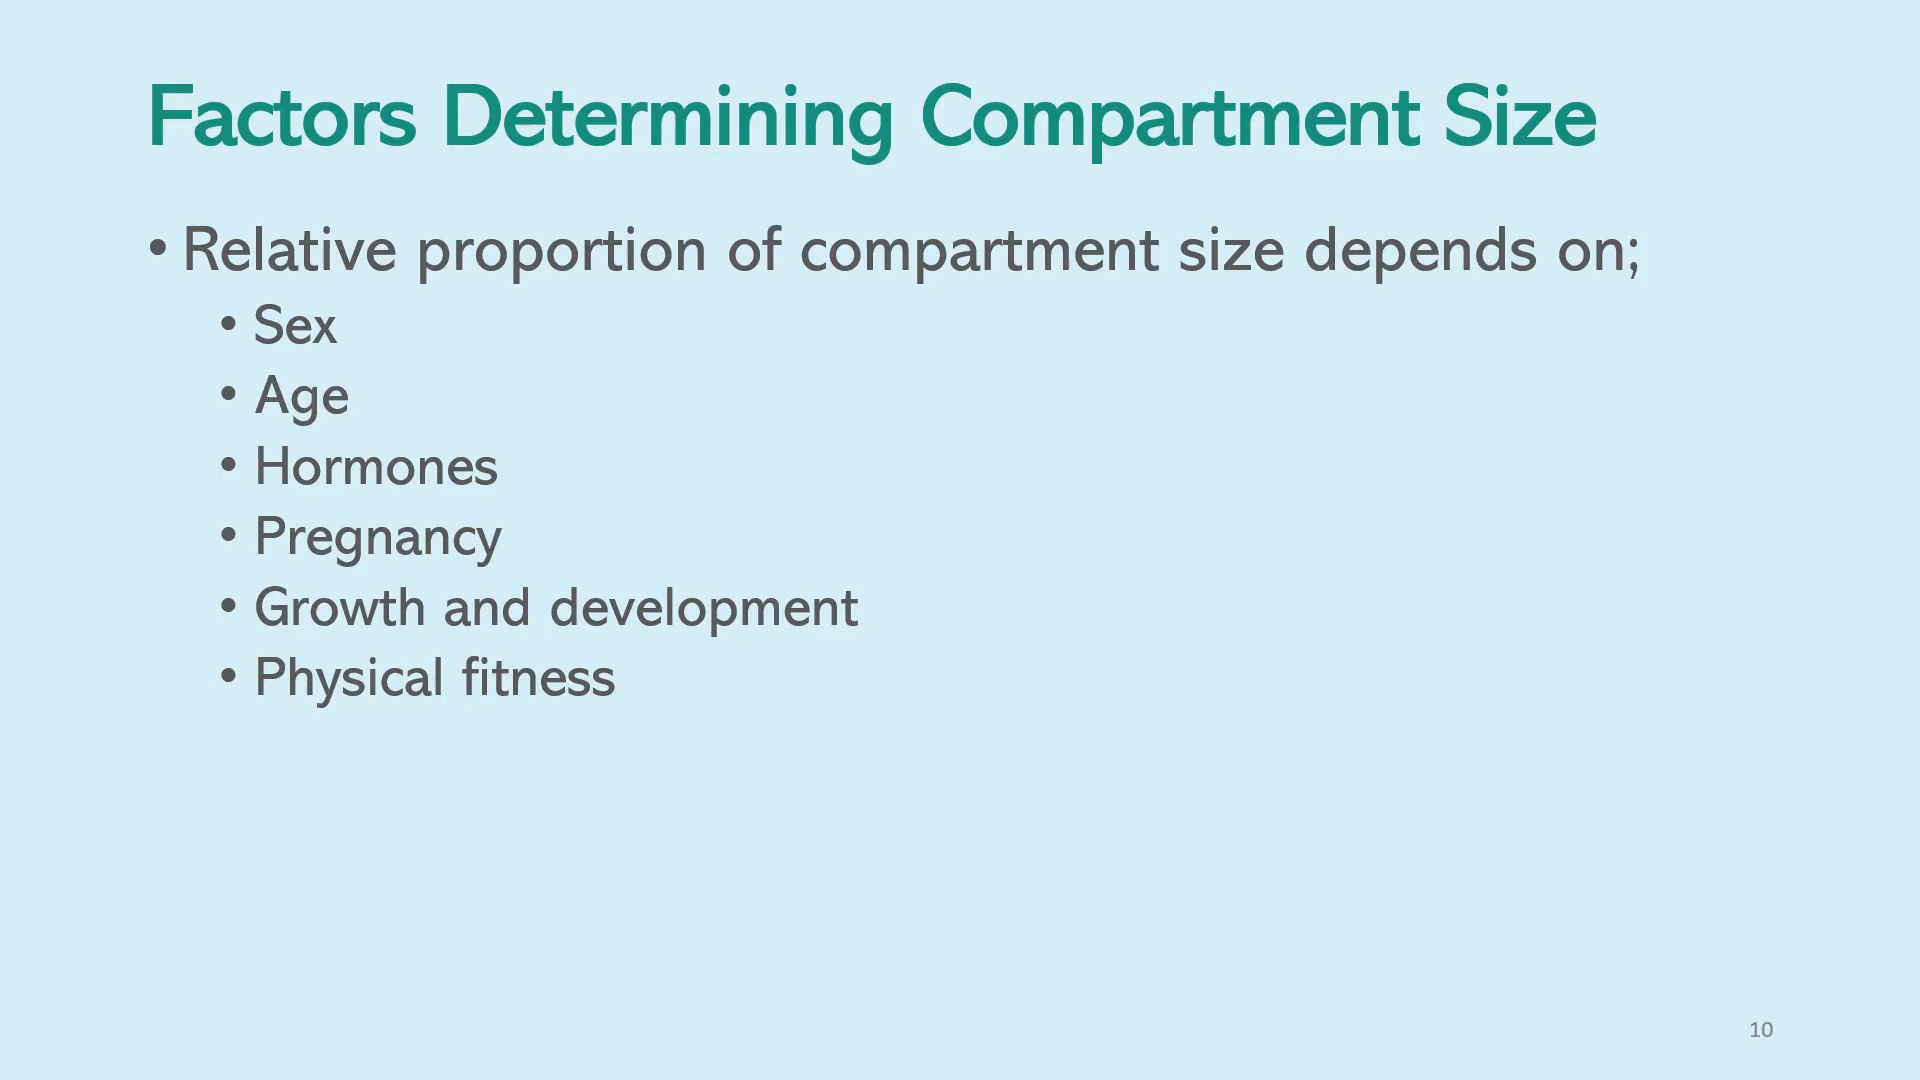 Factors Determining Compartment Size
• Relative proportion of compartment size depends on;
• Sex
• Age
• Hormones
• Pregnancy
• Growth and development
• Physical fitness
10